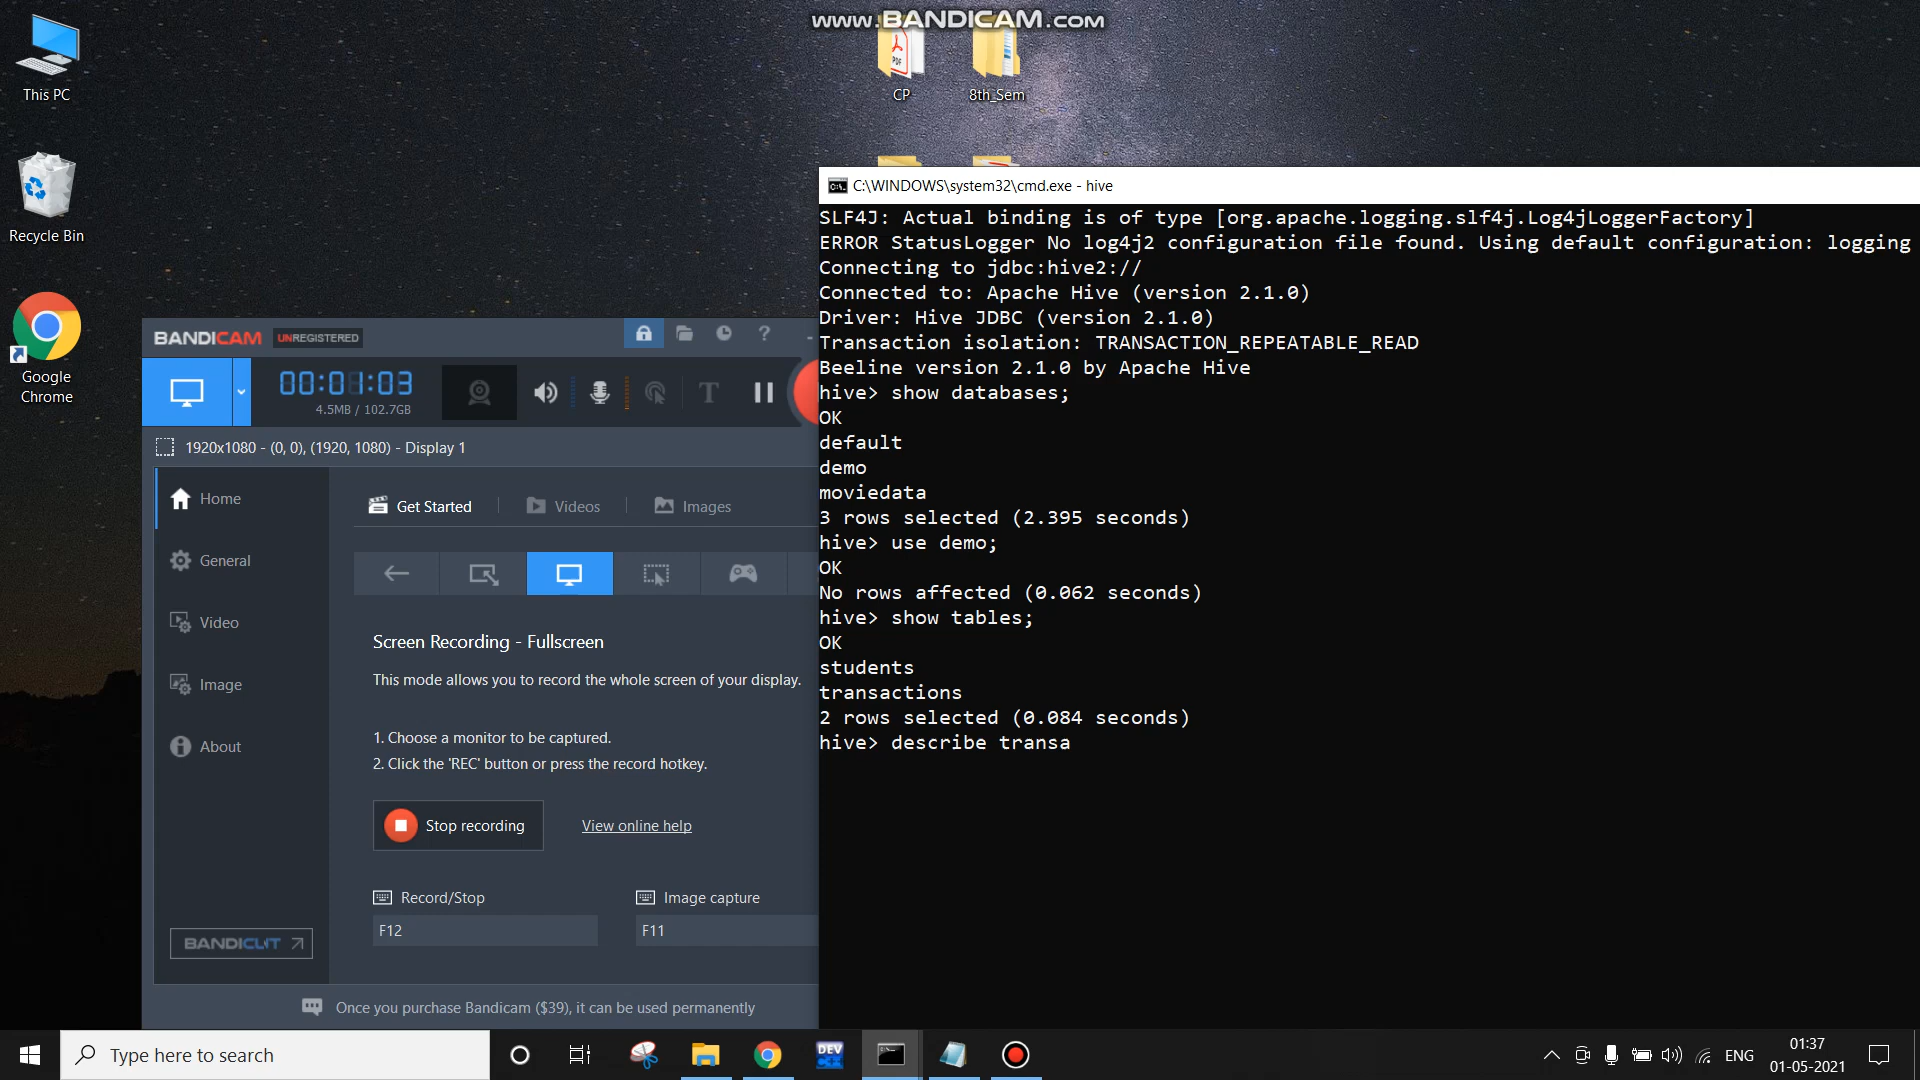 www.BANDICAM.com
This PC
CP
8th_Sem
Recycle Bin
Google
Chrome
BANDICAM UNREGISTERED
00:01:03
4.5MB / 102.7GB
1920x1080 - (0, 0), (1920, 1080) - Display 1
Home
General
Video
Image
About
BANDICUT
Get Started
Videos
Images
Screen Recording - Fullscreen
This mode allows you to record the whole screen of your display.
1. Choose a monitor to be captured.
2. Click the 'REC' button or press the record hotkey.
Stop recording
View online help
Record/Stop
Image capture
F12
F11
Once you purchase Bandicam ($39), it can be used permanently
C:\WINDOWS\system32\cmd.exe - hive
SLF4J: Actual binding is of type [org.apache.logging.slf4j.Log4jLoggerFactory]
ERROR StatusLogger No log4j2 configuration file found. Using default configuration: logging
Connecting to jdbc:hive2://
Connected to: Apache Hive (version 2.1.0)
Driver: Hive JDBC (version 2.1.0)
Transaction isolation: TRANSACTION_REPEATABLE_READ
Beeline version 2.1.0 by Apache Hive
hive> show databases;
OK
default
demo
moviedata
3 rows selected (2.395 seconds)
hive> use demo;
OK
No rows affected (0.062 seconds)
hive> show tables;
OK
students
transactions
2 rows selected (0.084 seconds)
hive> describe transa
Type here to search
DEV
ENG
01:37
01-05-2021